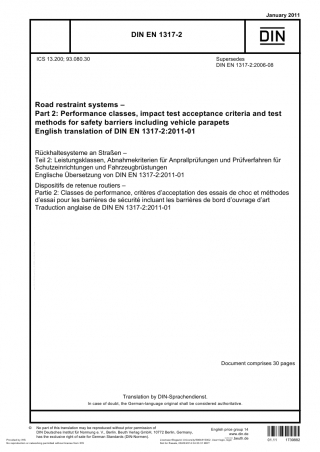 January 2011
DIN EN 1317-2
DIN
ICS 13.200; 93.080.30
Supersedes
DIN EN 1317-2:2006-08
Road restraint systems –
Part 2: Performance classes, impact test acceptance criteria and test
methods for safety barriers including vehicle parapets
English translation of DIN EN 1317-2:2011-01
Rückhaltesysteme an Straßen –
Teil 2: Leistungsklassen, Abnahmekriterien für Anprallprüfungen und Prüfverfahren für
Schutzeinrichtungen und Fahrzeugbrüstungen
Englische Übersetzung von DIN EN 1317-2:2011-01
Dispositifs de retenue routiers –
Partie 2: Classes de performance, critères d'acceptation des essais de choc et méthodes
d'essai pour les barrières de sécurité incluant les barrières de bord d'ouvrage d'art
Traduction anglaise de DIN EN 1317-2:2011-01
Document comprises 30 pages
Translation by DIN-Sprachendienst.
In case of doubt, the German-language original shall be considered authoritative.
© No part of this translation may be reproduced without prior permission of
DIN Deutsches Institut für Normung e. V., Berlin. Beuth Verlag GmbH, 10772 Berlin, Germany,
has the exclusive right of sale for German Standards (DIN-Normen).
English price group 14
www.din.de
www.beuth.de